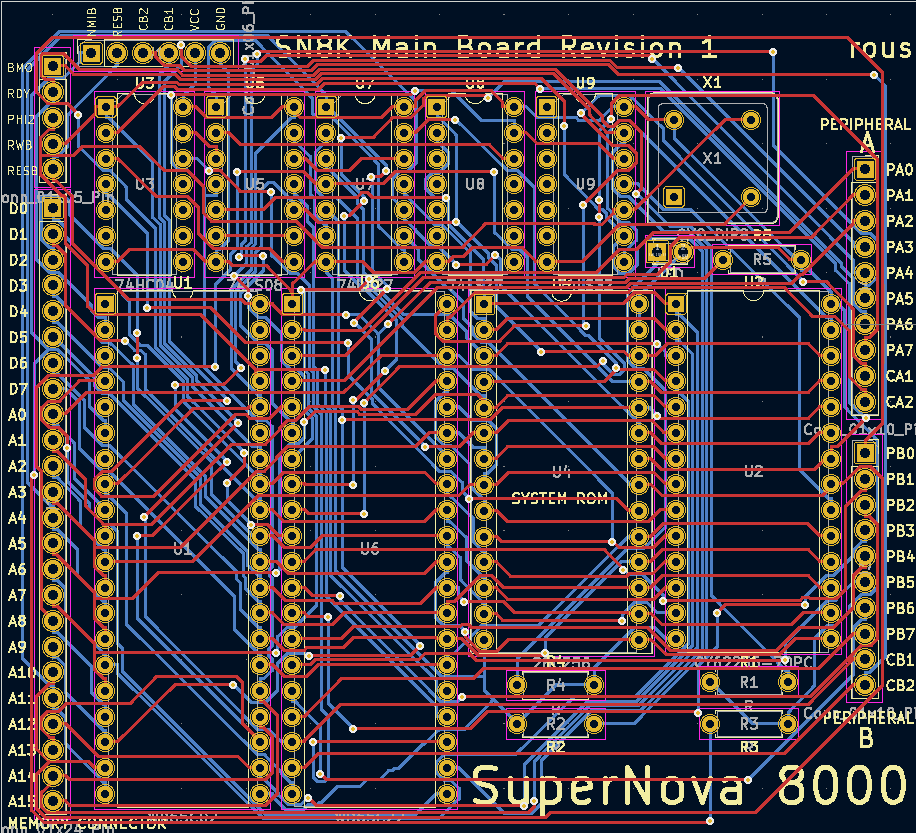 NMIB
RESB
CB2
CB1
VCC
GND
SN8k Main Board Revision 1
BMO
RDY
PHI2
RWB
RESB
D0
D1
D2
D3
D4
D5
D6
D7
A0
A1
A2
A3
A4
A5
A6
A7
A8
A9
A10
A11
A12
A13
A14
A15
MEMORY CONNECTOR
U3
U7
U8
U9
X1
U3
U5
U7
U8
U9
X1
R5
U1
U1
U6
U4
U2
SYSTEM ROM
R4
R1
R2
R3
R2
R3
SuperNova 8000
PERIPHERAL
A
PA0
PA1
PA2
PA3
PA4
PA5
PA6
PA7
CA1
CA2
PB0
PB1
PB2
PB3
PB4
PB5
PB6
PB7
CB1
CB2
PERIPHERAL
B